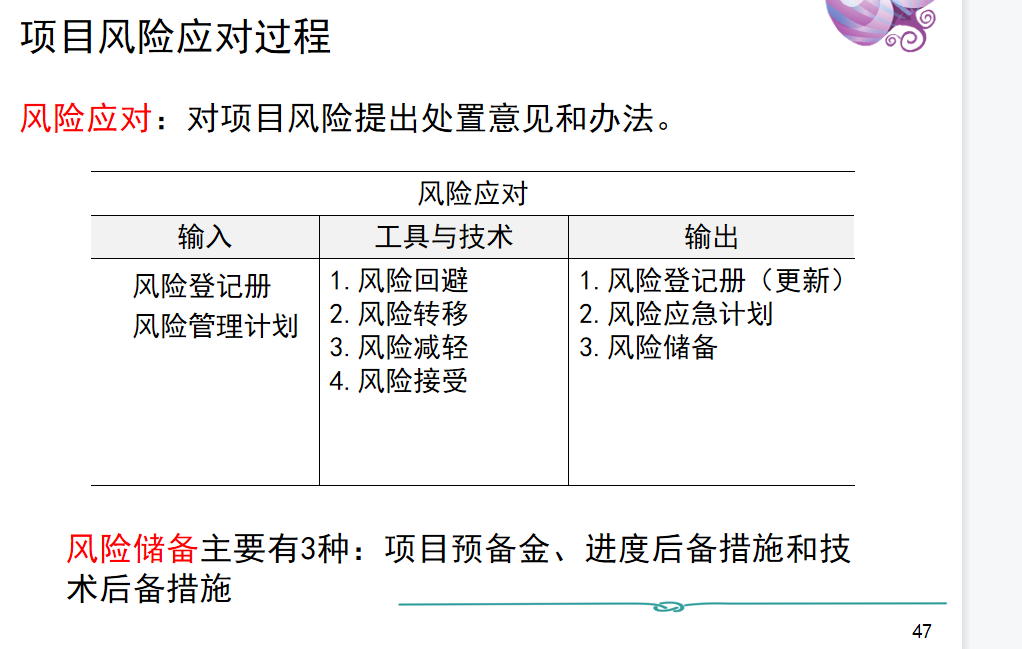 项目风险应对过程
风险应对：对项目风险提出处置意见和办法。
风险应对
输入
工具与技术
输出
风险登记册
风险管理计划
1.风险回避
2.风险转移
3.风险减轻
4.风险接受
1.风险登记册（更新）
2.风险应急计划
3.风险储备
风险储备主要有3种：项目预备金、进度后备措施和技
术后备措施
47